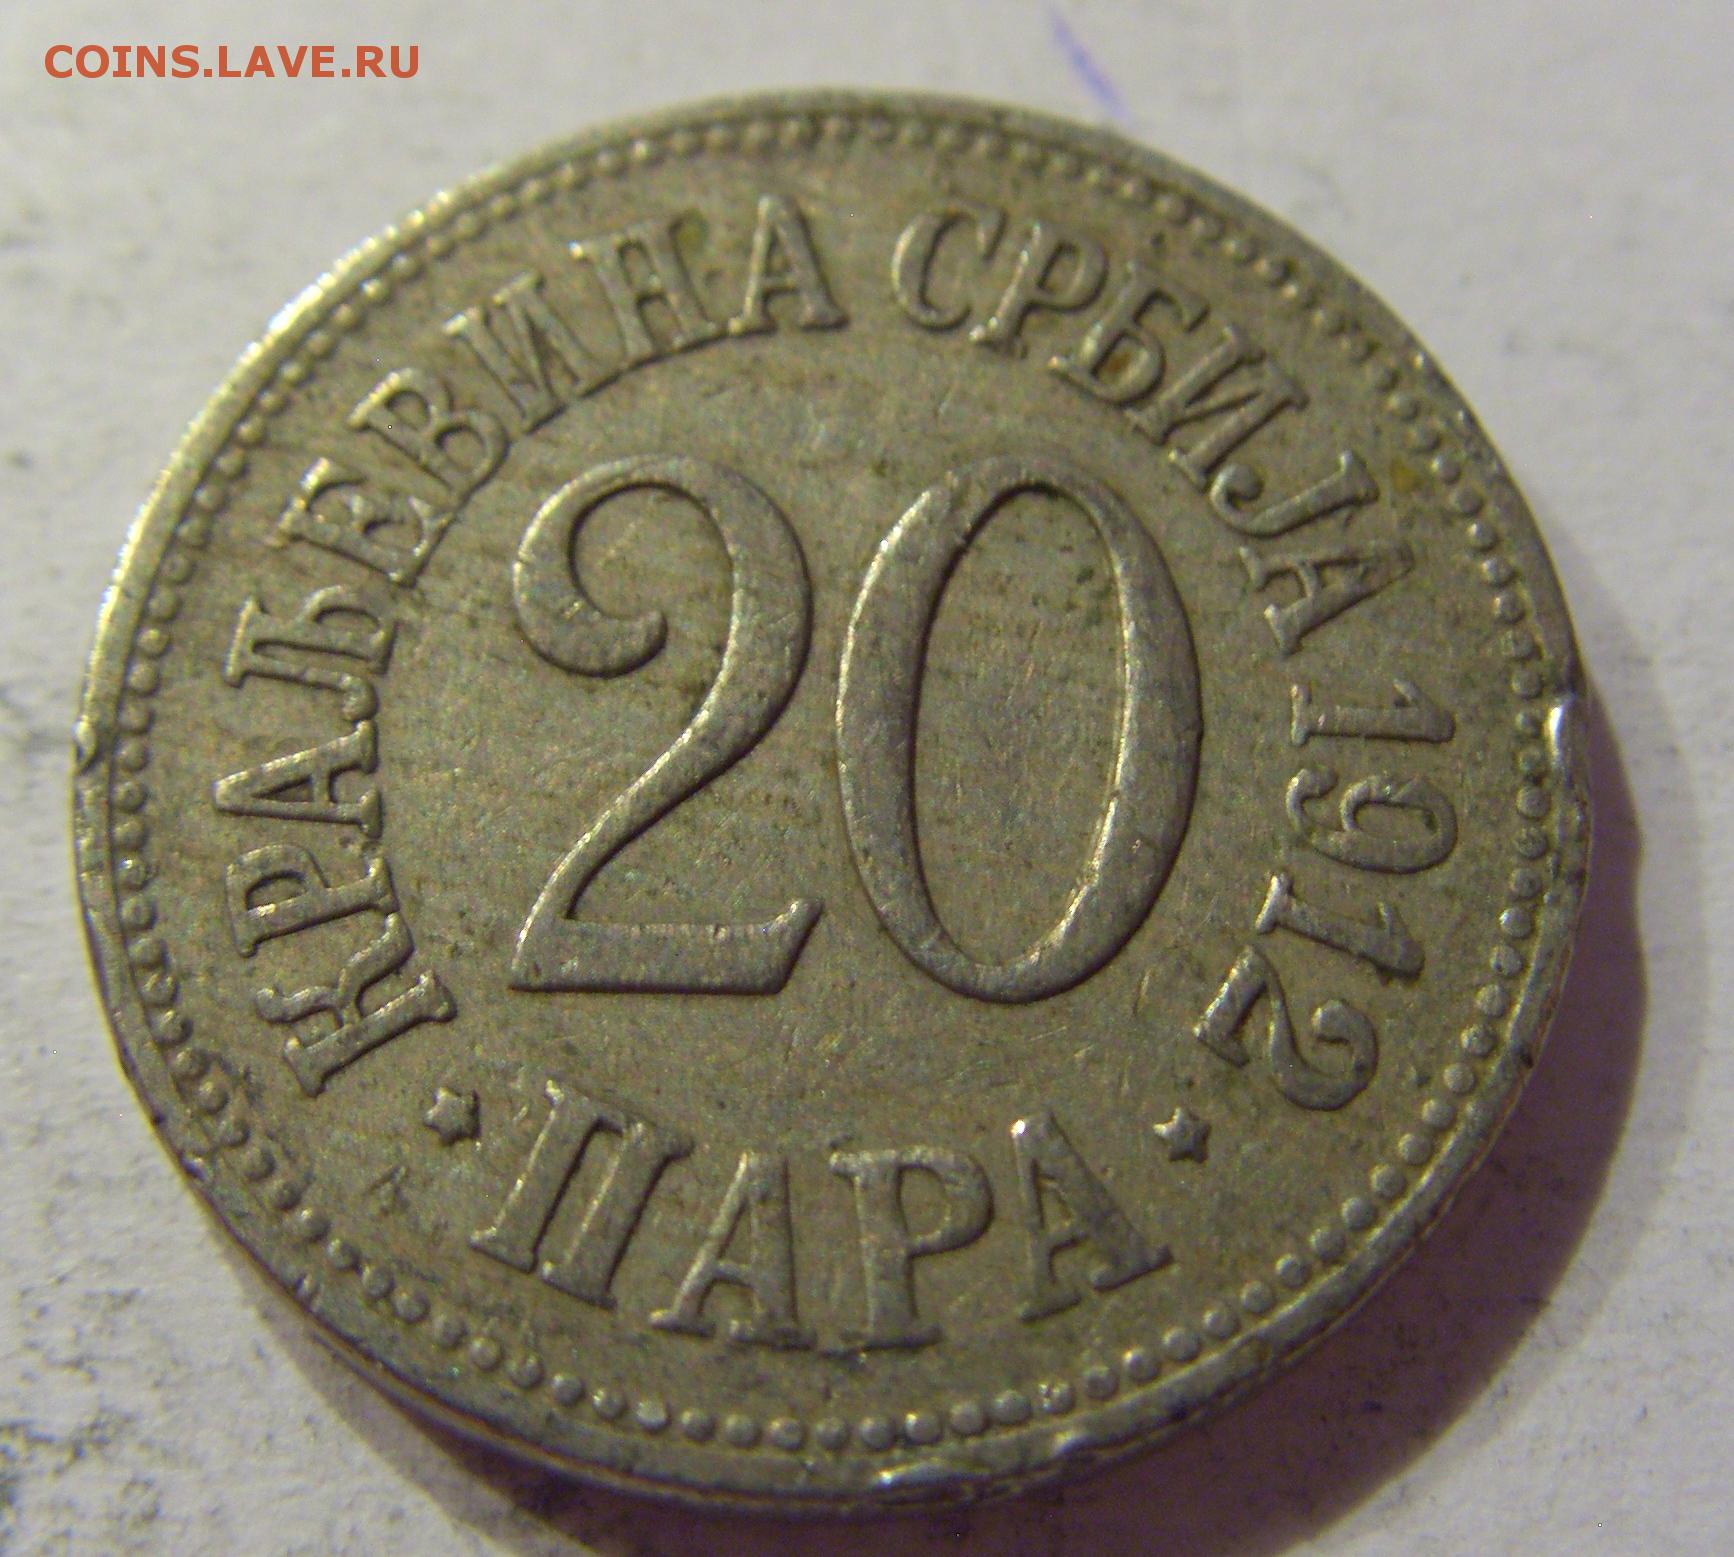 COINS.LAVE.RU
КРАЉЕВИНА СРБИЈА 1912
20
ПАРА